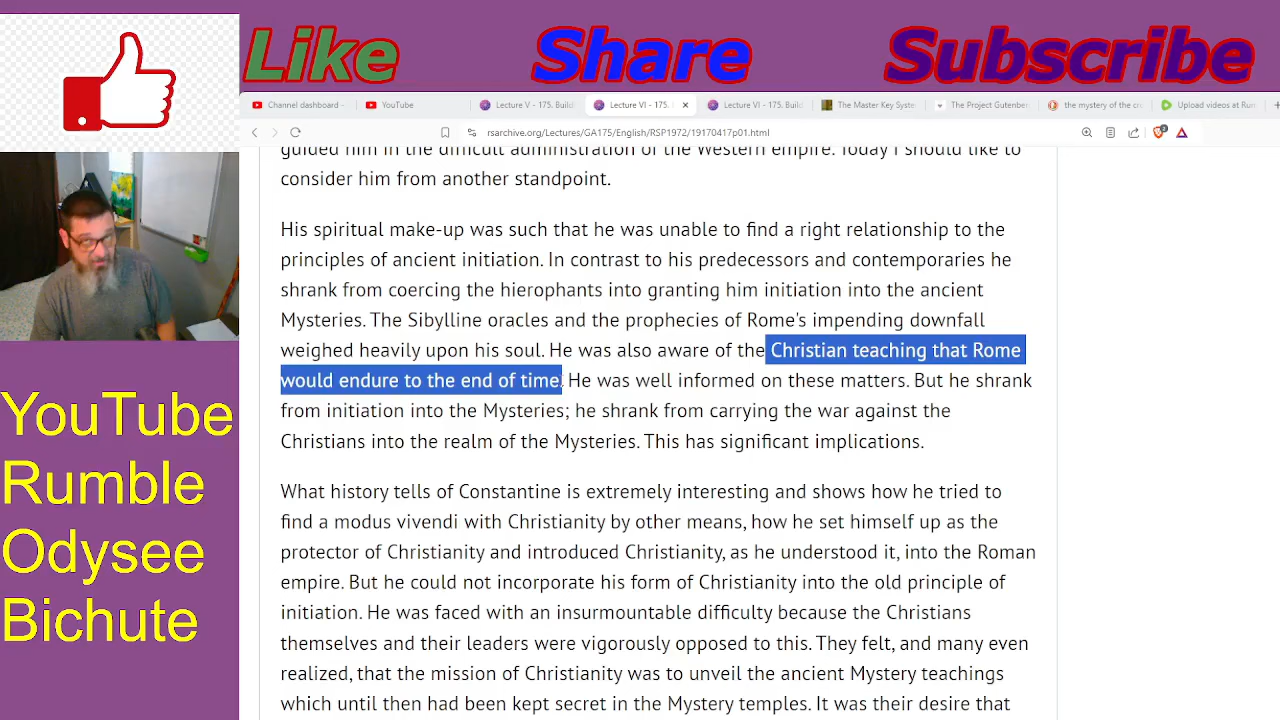 Like Share Subscribe
Channel dashboard - YouTube Lecture V - 175. Build Lecture VI - 175. Lecture VI - 175. Build The Master Key Syste The Project Gutenber the mystery of the cru Upload videos at Rum
rsarchive.org/Lectures/GA175/English/RSP1972/19170417p01.html
guided him in the difficult administration of the Western empire. Today I should like to
consider him from another standpoint.
His spiritual make-up was such that he was unable to find a right relationship to the
principles of ancient initiation. In contrast to his predecessors and contemporaries he
shrank from coercing the hierophants into granting him initiation into the ancient
Mysteries. The Sibylline oracles and the prophecies of Rome's impending downfall
weighed heavily upon his soul. He was also aware of the Christian teaching that Rome
would endure to the end of time. He was well informed on these matters. But he shrank
from initiation into the Mysteries; he shrank from carrying the war against the
Christians into the realm of the Mysteries. This has significant implications.
What history tells of Constantine is extremely interesting and shows how he tried to
find a modus vivendi with Christianity by other means, how he set himself up as the
protector of Christianity and introduced Christianity, as he understood it, into the Roman
empire. But he could not incorporate his form of Christianity into the old principle of
initiation. He was faced with an insurmountable difficulty because the Christians
themselves and their leaders were vigorously opposed to this. They felt, and many even
realized, that the mission of Christianity was to unveil the ancient Mystery teachings
which until then had been kept secret in the Mystery temples. It was their desire that
YouTube
Rumble
Odysee
Bichute